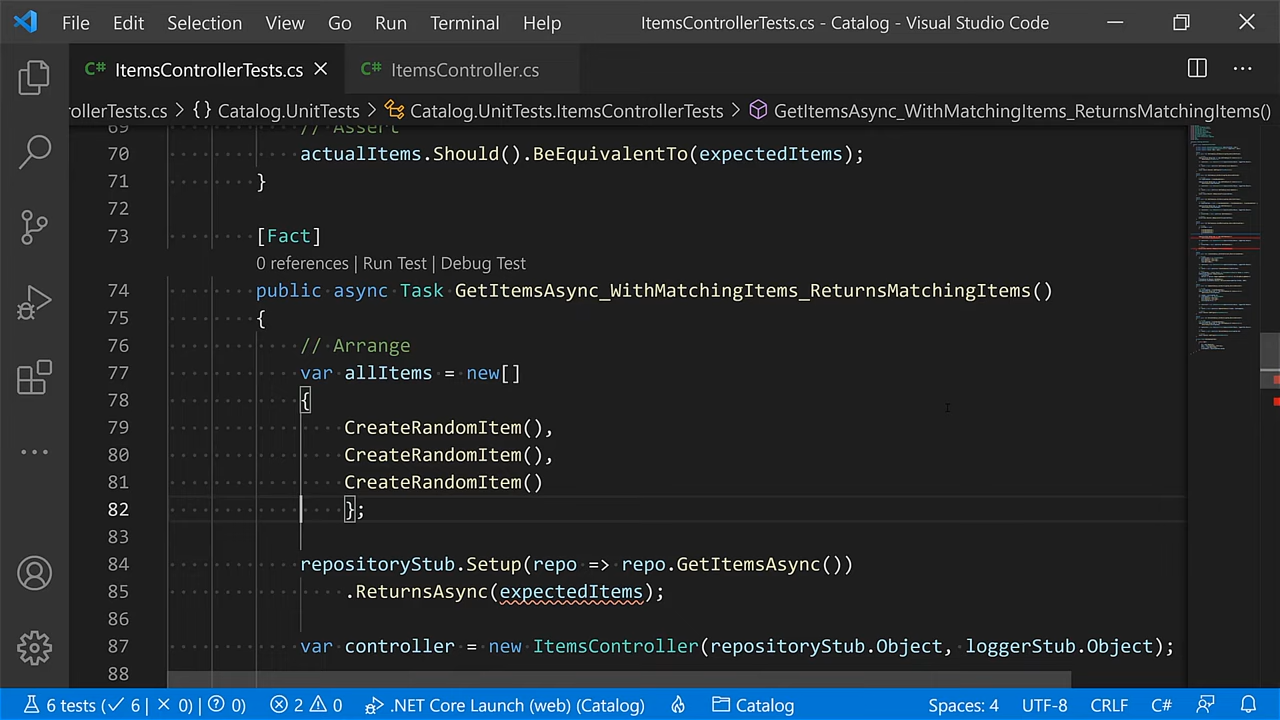 File Edit Selection View Go Run Terminal Help ItemsControllerTests.cs - Catalog - Visual Studio Code
C# ItemsControllerTests.cs C# ItemsController.cs
rollerTests.cs > {} Catalog.UnitTests > Catalog.UnitTests.ItemsControllerTests > GetItemsAsync_WithMatchingItems_ReturnsMatchingItems()
69 // Assert
70 actualItems.Should().BeEquivalentTo(expectedItems);
71 }
72
73 [Fact]
0 references | Run Test | Debug Test
74 public async Task GetItemsAsync_WithMatchingItems_ReturnsMatchingItems()
75 {
76 // Arrange
77 var allItems = new[]
78 {
79 CreateRandomItem(),
80 CreateRandomItem(),
81 CreateRandomItem()
82 };
83
84 repositoryStub.Setup(repo => repo.GetItemsAsync())
85 .ReturnsAsync(expectedItems);
86
87 var controller = new ItemsController(repositoryStub.Object, loggerStub.Object);
88
6 tests (✓ 6 | × 0) | ? 0) 2 0 .NET Core Launch (web) (Catalog) Catalog Spaces: 4 UTF-8 CRLF C#